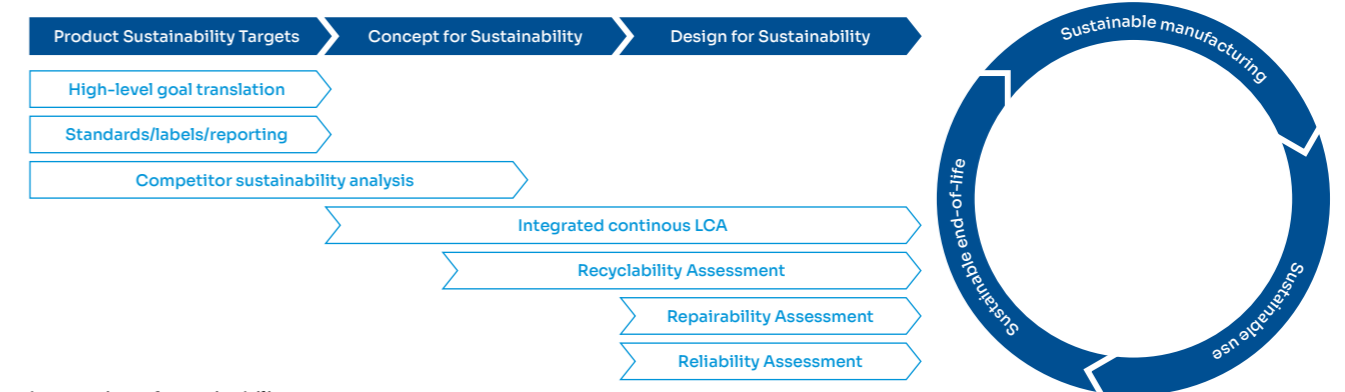 Product Sustainability Targets
Concept for Sustainability
Design for Sustainability
High-level goal translation
Standards/labels/reporting
Competitor sustainability analysis
Integrated continous LCA
Recyclability Assessment
Repairability Assessment
Reliability Assessment
Sustainable manufacturing
Sustainable use
Sustainable end-of-life